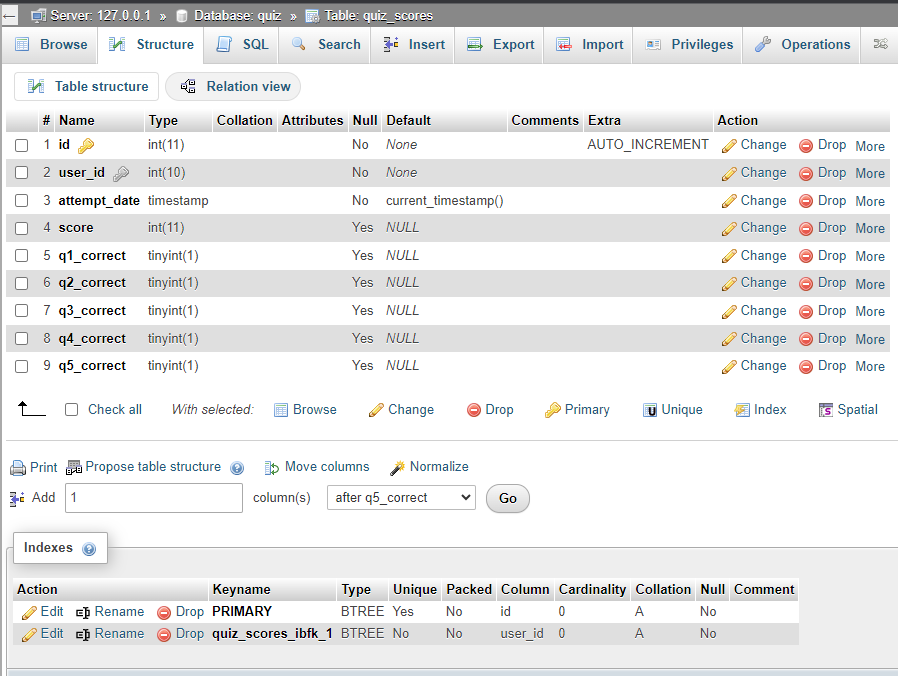 ← Server: 127.0.0.1 » Database: quiz » Table: quiz_scores
Browse Structure SQL Search Insert Export Import Privileges Operations
Table structure Relation view
# Name Type Collation Attributes Null Default Comments Extra Action
1 id int(11) No None AUTO_INCREMENT Change Drop More
2 user_id int(10) No None Change Drop More
3 attempt_date timestamp No current_timestamp() Change Drop More
4 score int(11) Yes NULL Change Drop More
5 q1_correct tinyint(1) Yes NULL Change Drop More
6 q2_correct tinyint(1) Yes NULL Change Drop More
7 q3_correct tinyint(1) Yes NULL Change Drop More
8 q4_correct tinyint(1) Yes NULL Change Drop More
9 q5_correct tinyint(1) Yes NULL Change Drop More
Check all With selected: Browse Change Drop Primary Unique Index Spatial
Print Propose table structure Move columns Normalize
Add 1 column(s) after q5_correct Go
Indexes
Action Keyname Type Unique Packed Column Cardinality Collation Null Comment
Edit Rename Drop PRIMARY BTREE Yes No id 0 A No
Edit Rename Drop quiz_scores_ibfk_1 BTREE No No user_id 0 A No